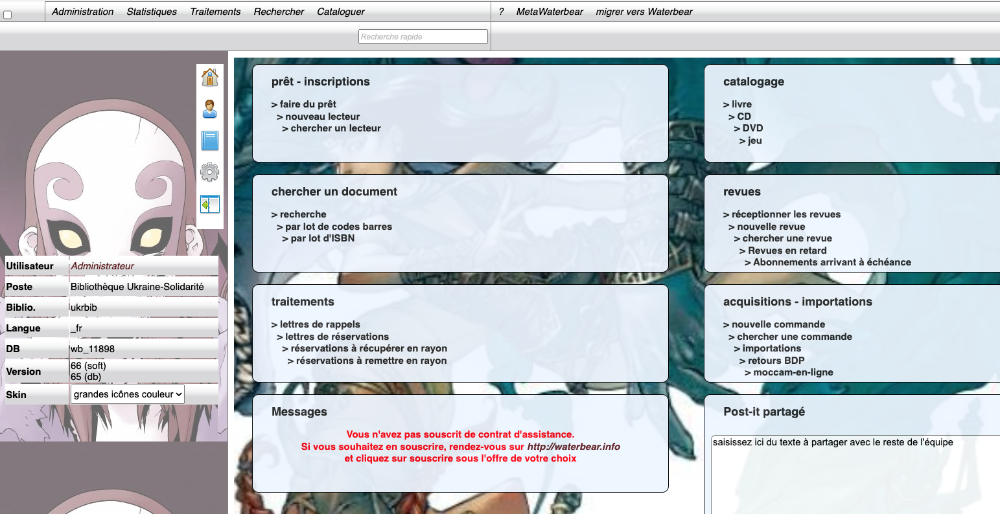 Administration Statistiques Traitements Rechercher Cataloguer ? MetaWaterbear migrer vers Waterbear
Recherche rapide
Utilisateur Administrateur
Poste Bibliothèque Ukraine-Solidarité
Biblio. ukrbib
Langue _fr
DB wb_11898
Version 66 (soft)
65 (db)
Skin grandes icônes couleur
prêt - inscriptions
> faire du prêt
> nouveau lecteur
> chercher un lecteur
catalogage
> livre
> CD
> DVD
> jeu
chercher un document
> recherche
> par lot de codes barres
> par lot d'ISBN
revues
> réceptionner les revues
> nouvelle revue
> chercher une revue
> Revues en retard
> Abonnements arrivant à échéance
traitements
> lettres de rappels
> lettres de réservations
> réservations à récupérer en rayon
> réservations à remettre en rayon
acquisitions - importations
> nouvelle commande
> chercher une commande
> importations
> retours BDP
> moccam-en-ligne
Messages
Vous n'avez pas souscrit de contrat d'assistance.
Si vous souhaitez en souscrire, rendez-vous sur http://waterbear.info
et cliquez sur souscrire sous l'offre de votre choix
Post-it partagé
saisissez ici du texte à partager avec le reste de l'équipe